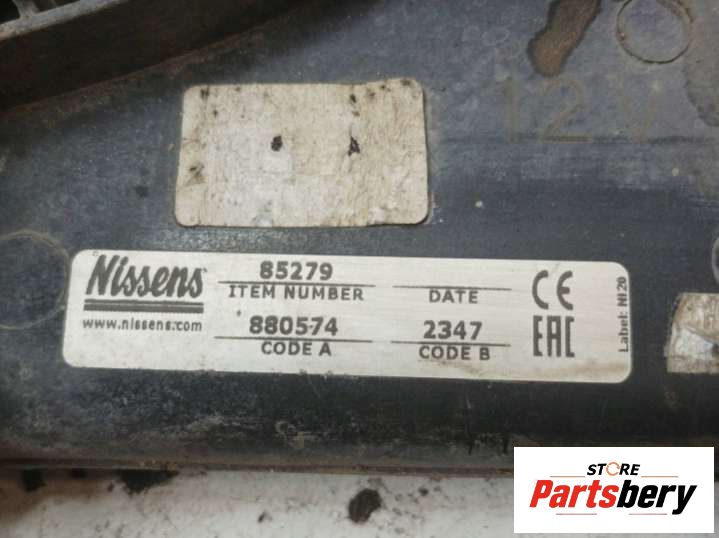 12V
Nissens
www.nissens.com
85279
ITEM NUMBER
DATE
880574
CODE A
2347
CODE B
CE
EAC
Label: NI20
STORE
Partsbery